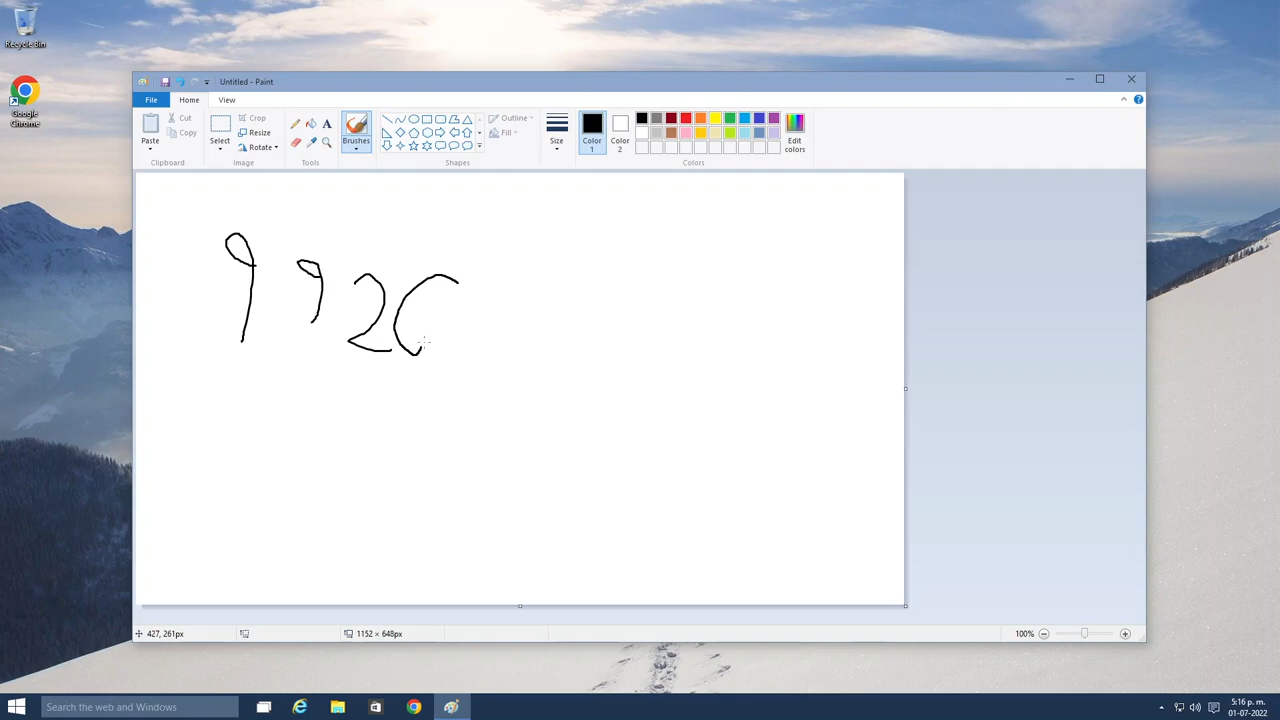 Recycle Bin
Google
Chrome
Untitled - Paint
File Home View
Paste
Cut
Copy
Clipboard
Select
Crop
Resize
Rotate
Image
A
Tools
Brushes
Outline
Fill
Shapes
Size
Color
1
Color
2
Edit
colors
Colors
992
427, 261px
1152 × 648px
100%
Search the web and Windows
5:16 p. m.
01-07-2022